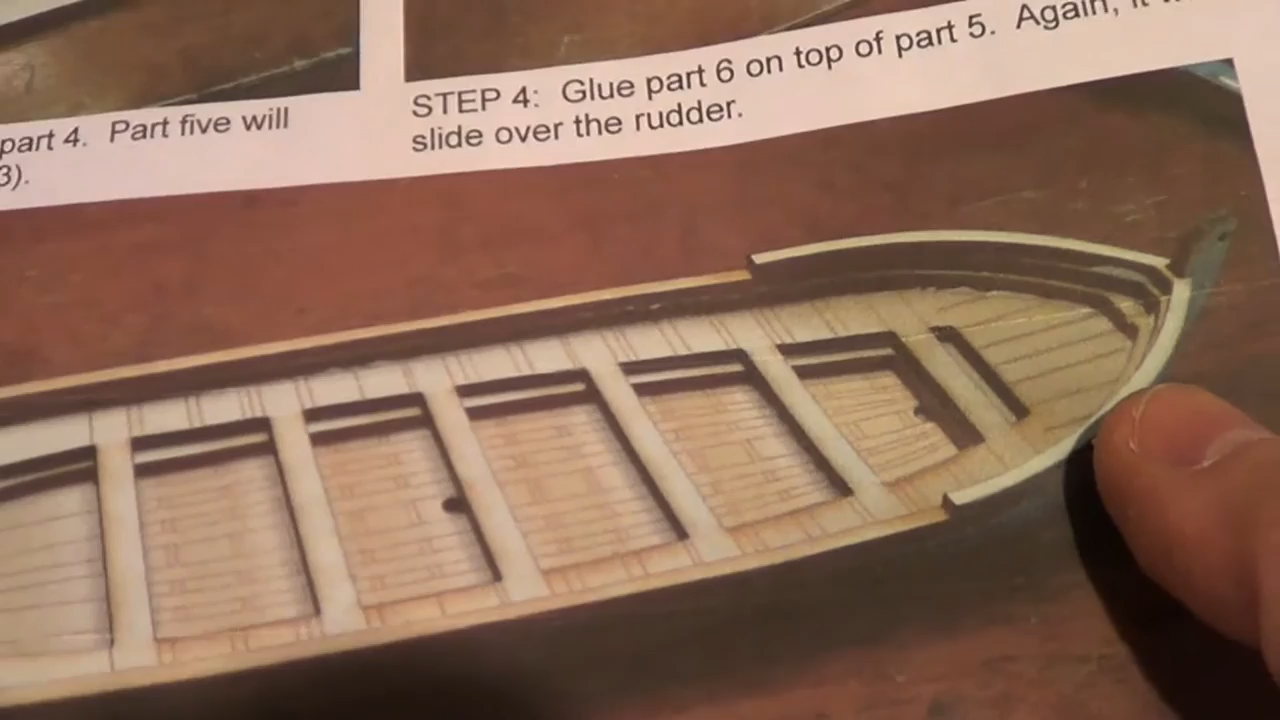 part 4. Part five will
3).
STEP 4: Glue part 6 on top of part 5. Again, it
slide over the rudder.